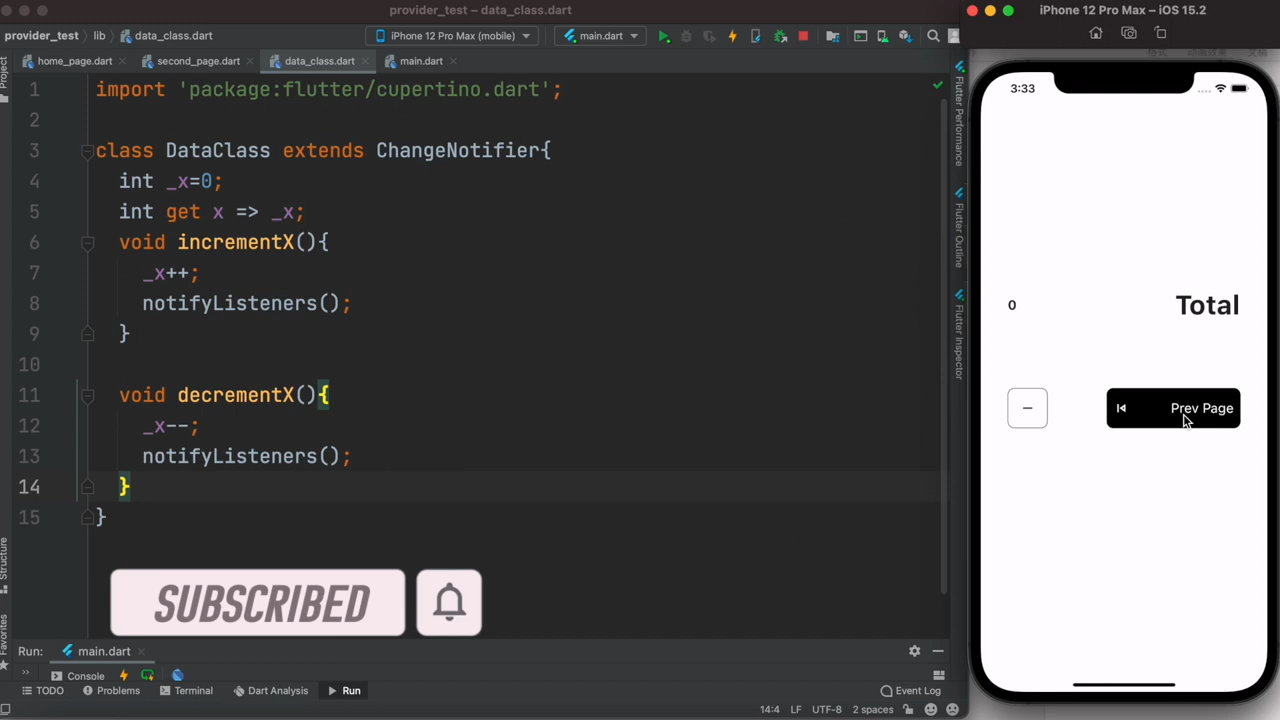 provider_test – data_class.dart
provider_test
lib
data_class.dart
iPhone 12 Pro Max (mobile)
main.dart
home_page.dart
second_page.dart
data_class.dart
main.dart
Project
1 import 'package:flutter/cupertino.dart';
2
3 class DataClass extends ChangeNotifier{
4 int _x=0;
5 int get x => _x;
6 void incrementX(){
7 _x++;
8 notifyListeners();
9 }
10
11 void decrementX(){
12 _x--;
13 notifyListeners();
14 }
15 }
Structure
Favorites
SUBSCRIBED
Run: main.dart
Console
TODO
Problems
Terminal
Dart Analysis
Run
Event Log
14:4 LF UTF-8 2 spaces
Flutter Performance
Flutter Outline
Flutter Inspector
iPhone 12 Pro Max – iOS 15.2
3:33
0 Total
Prev Page